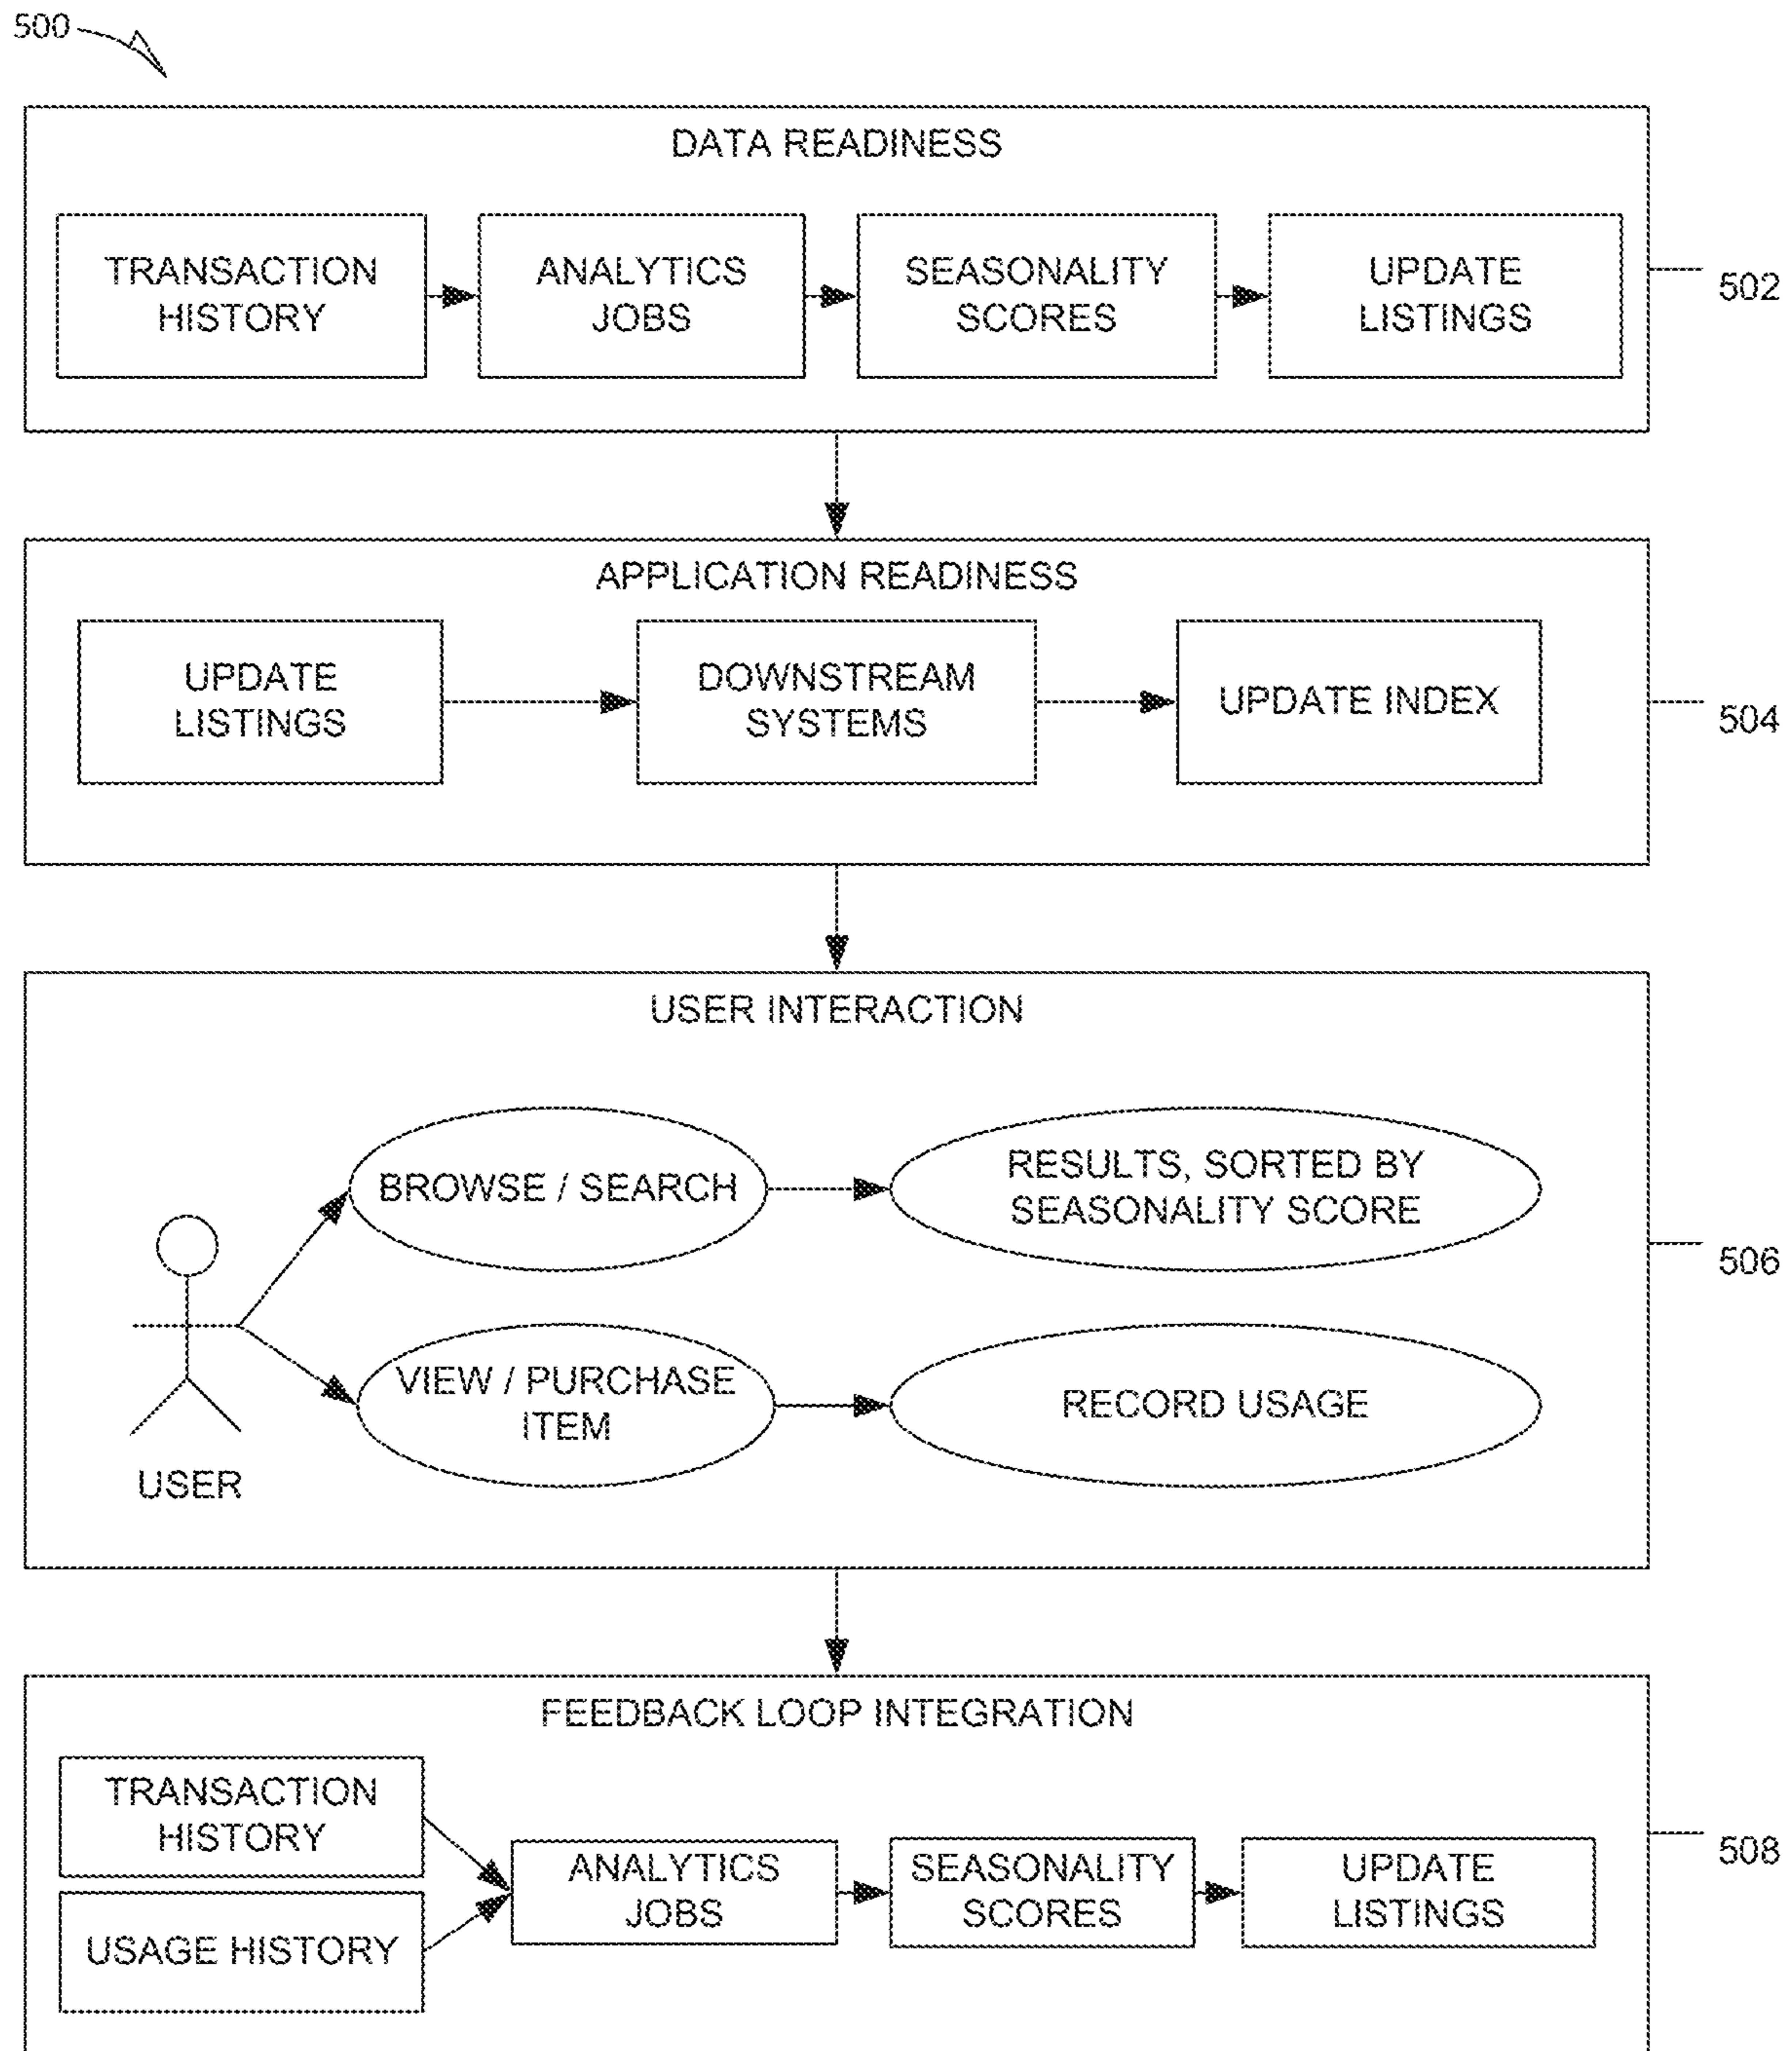 500
DATA READINESS
TRANSACTION
HISTORY
ANALYTICS
JOBS
SEASONALITY
SCORES
UPDATE
LISTINGS
502
APPLICATION READINESS
UPDATE
LISTINGS
DOWNSTREAM
SYSTEMS
UPDATE INDEX
504
USER INTERACTION
BROWSE / SEARCH
RESULTS, SORTED BY
SEASONALITY SCORE
506
VIEW / PURCHASE
ITEM
RECORD USAGE
USER
FEEDBACK LOOP INTEGRATION
TRANSACTION
HISTORY
USAGE HISTORY
ANALYTICS
JOBS
SEASONALITY
SCORES
UPDATE
LISTINGS
508